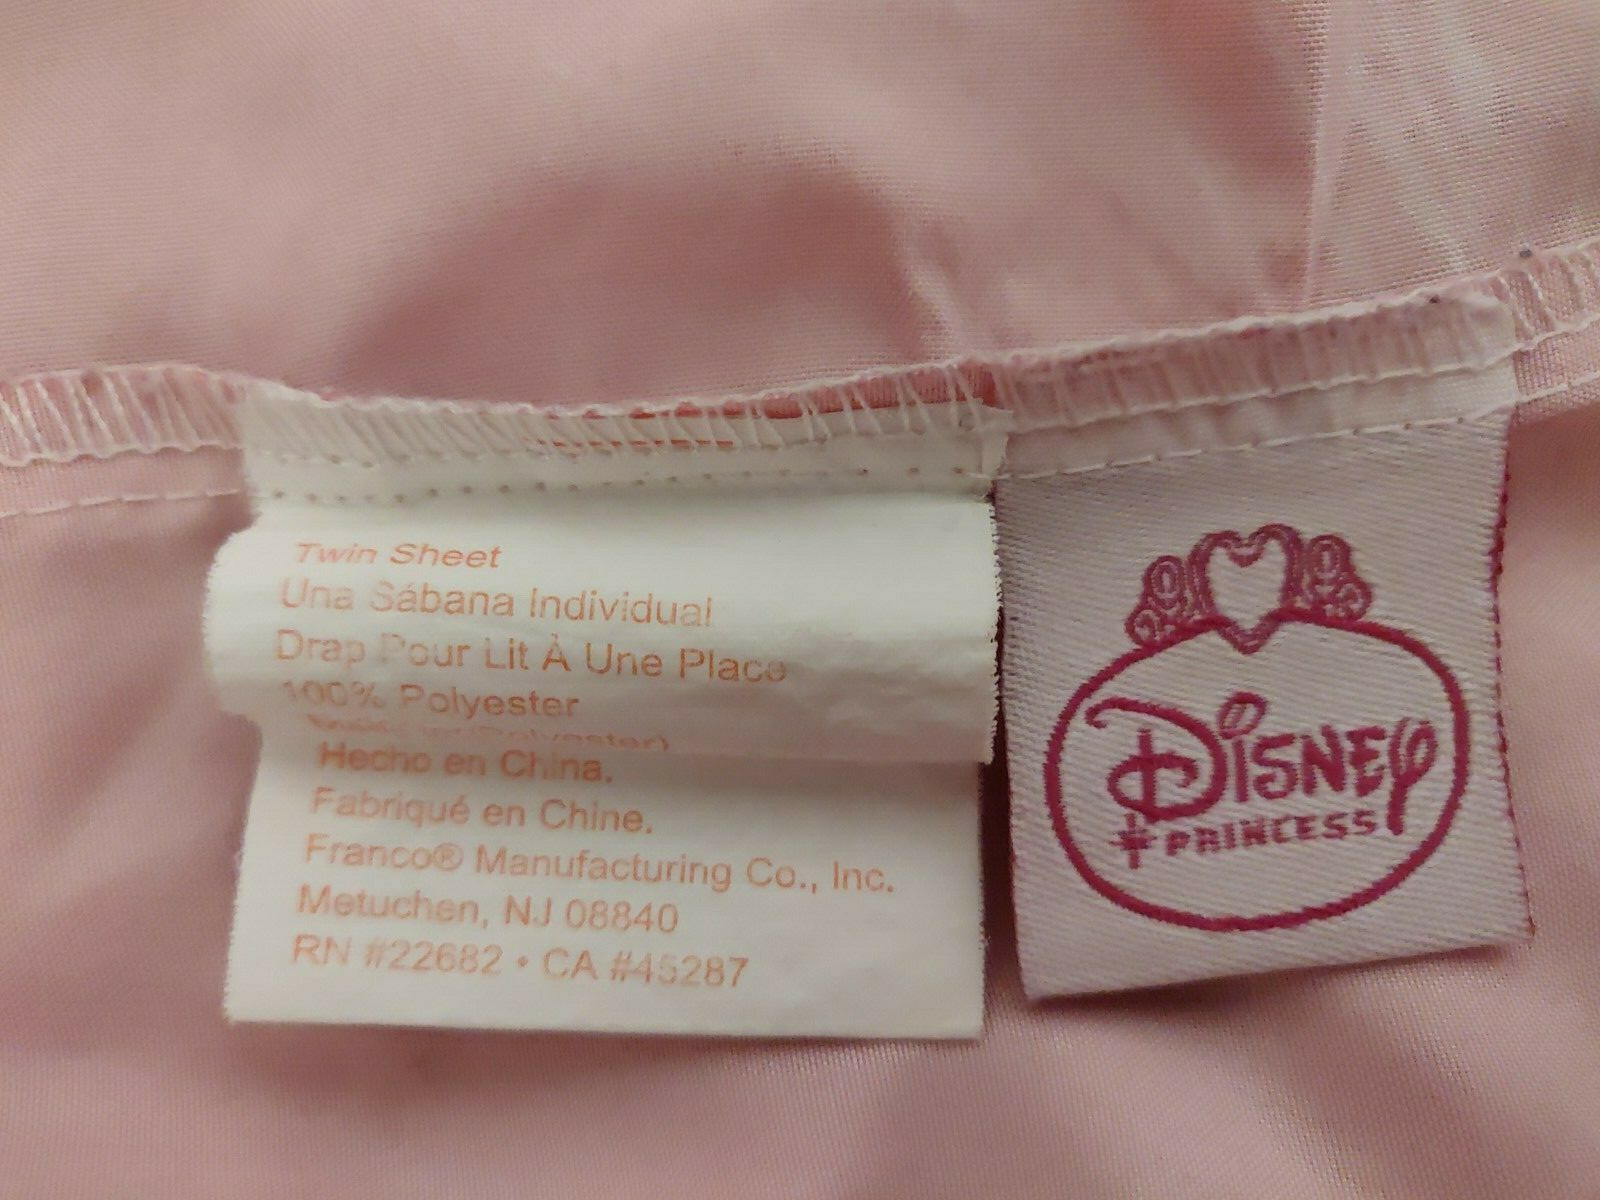 Twin Sheet
Una Sábana Individual
Drap Pour Lit À Une Place
100% Polyester
(Polyester)
Hecho en China.
Fabriqué en Chine.
Franco® Manufacturing Co., Inc.
Metuchen, NJ 08840
RN #22682 • CA #45287
Disney
PRINCESS